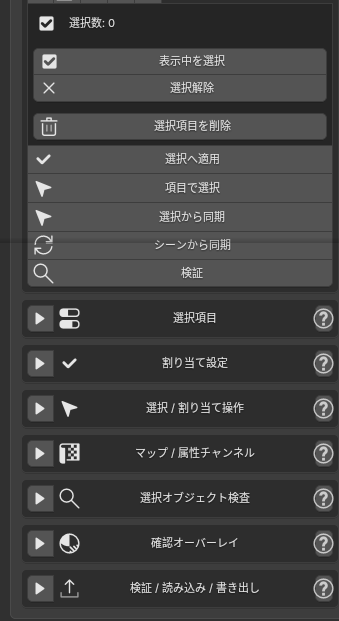 選択数: 0
表示中を選択
選択解除
選択項目を削除
選択へ適用
項目で選択
選択から同期
シーンから同期
検証
選択項目
割り当て設定
選択 / 割り当て操作
マップ / 属性チャンネル
選択オブジェクト検査
確認オーバーレイ
検証 / 読み込み / 書き出し